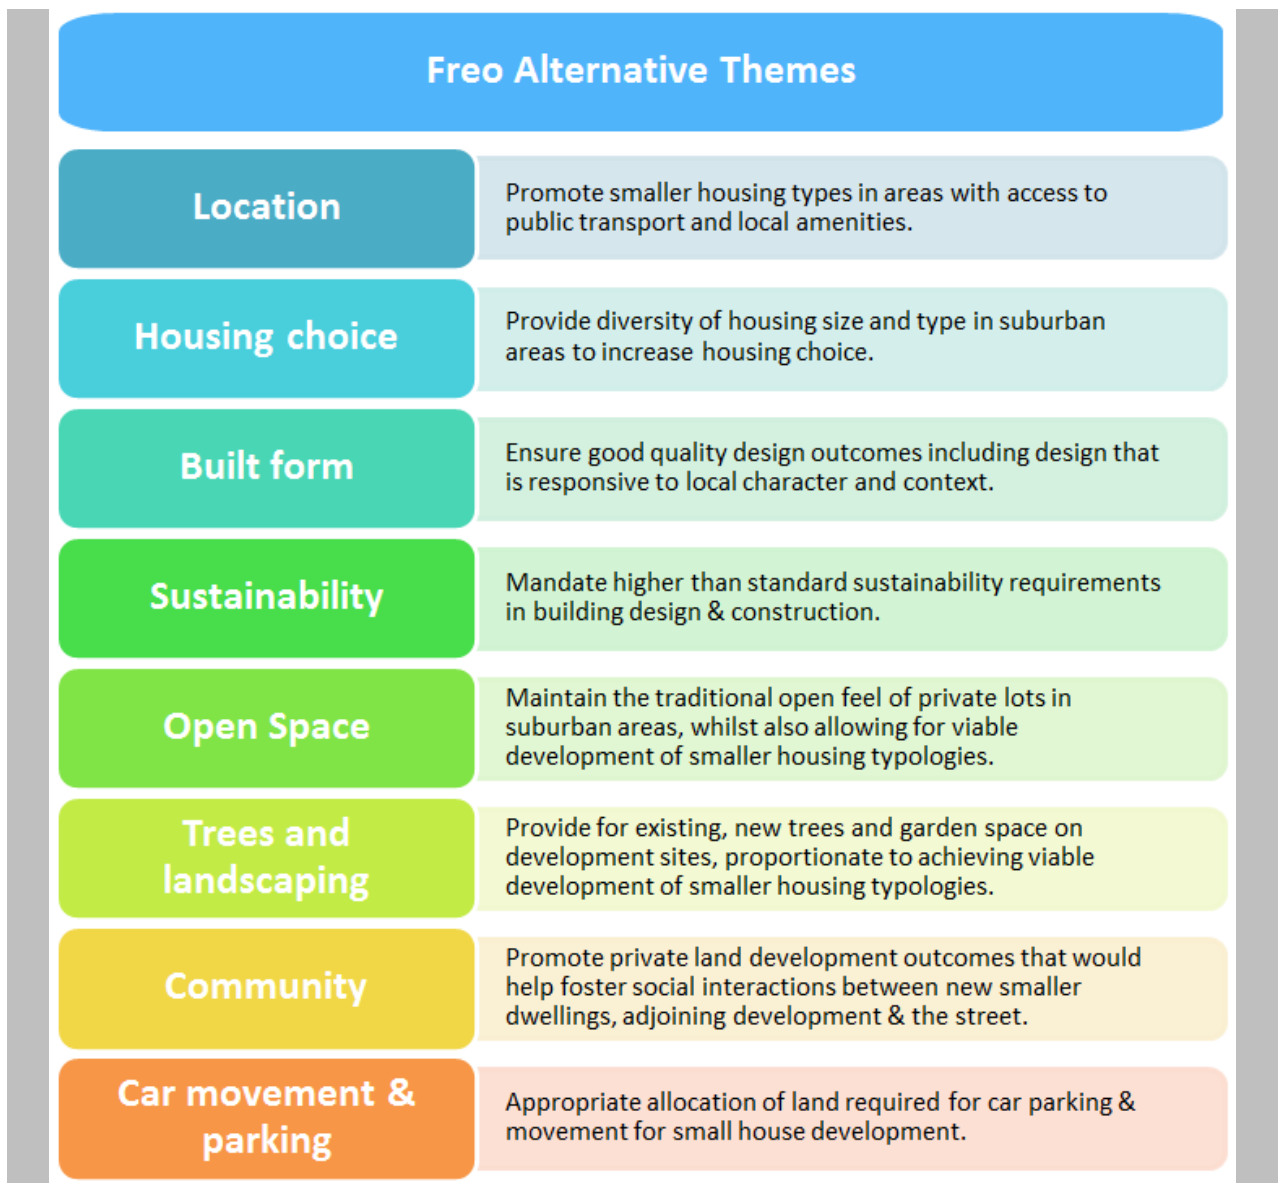 Freo Alternative Themes
Location
Promote smaller housing types in areas with access to
public transport and local amenities.
Housing choice
Provide diversity of housing size and type in suburban
areas to increase housing choice.
Built form
Ensure good quality design outcomes including design that
is responsive to local character and context.
Sustainability
Mandate higher than standard sustainability requirements
in building design & construction.
Open Space
Maintain the traditional open feel of private lots in
suburban areas, whilst also allowing for viable
development of smaller housing typologies.
Trees and
landscaping
Provide for existing, new trees and garden space on
development sites, proportionate to achieving viable
development of smaller housing typologies.
Community
Promote private land development outcomes that would
help foster social interactions between new smaller
dwellings, adjoining development & the street.
Car movement &
parking
Appropriate allocation of land required for car parking &
movement for small house development.